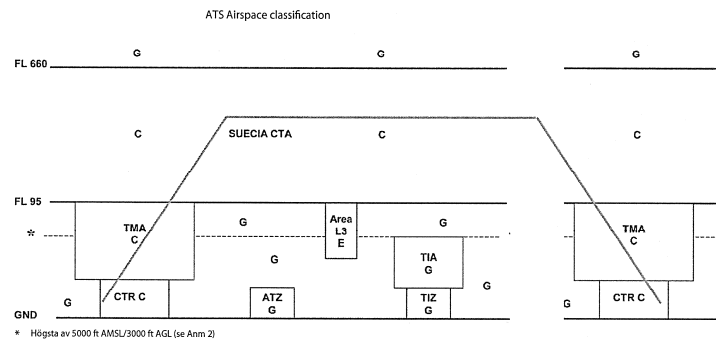 ATS Airspace classification
G G G
FL 660
C SUECIA CTA C C
FL 95
TMA
C
G
Area
L3
E
G
TMA
C
*
G
TIA
G
G
G
CTR C
ATZ
G
TIZ
G
G
CTR C
GND
* Högsta av 5000 ft AMSL/3000 ft AGL (se Anm 2)